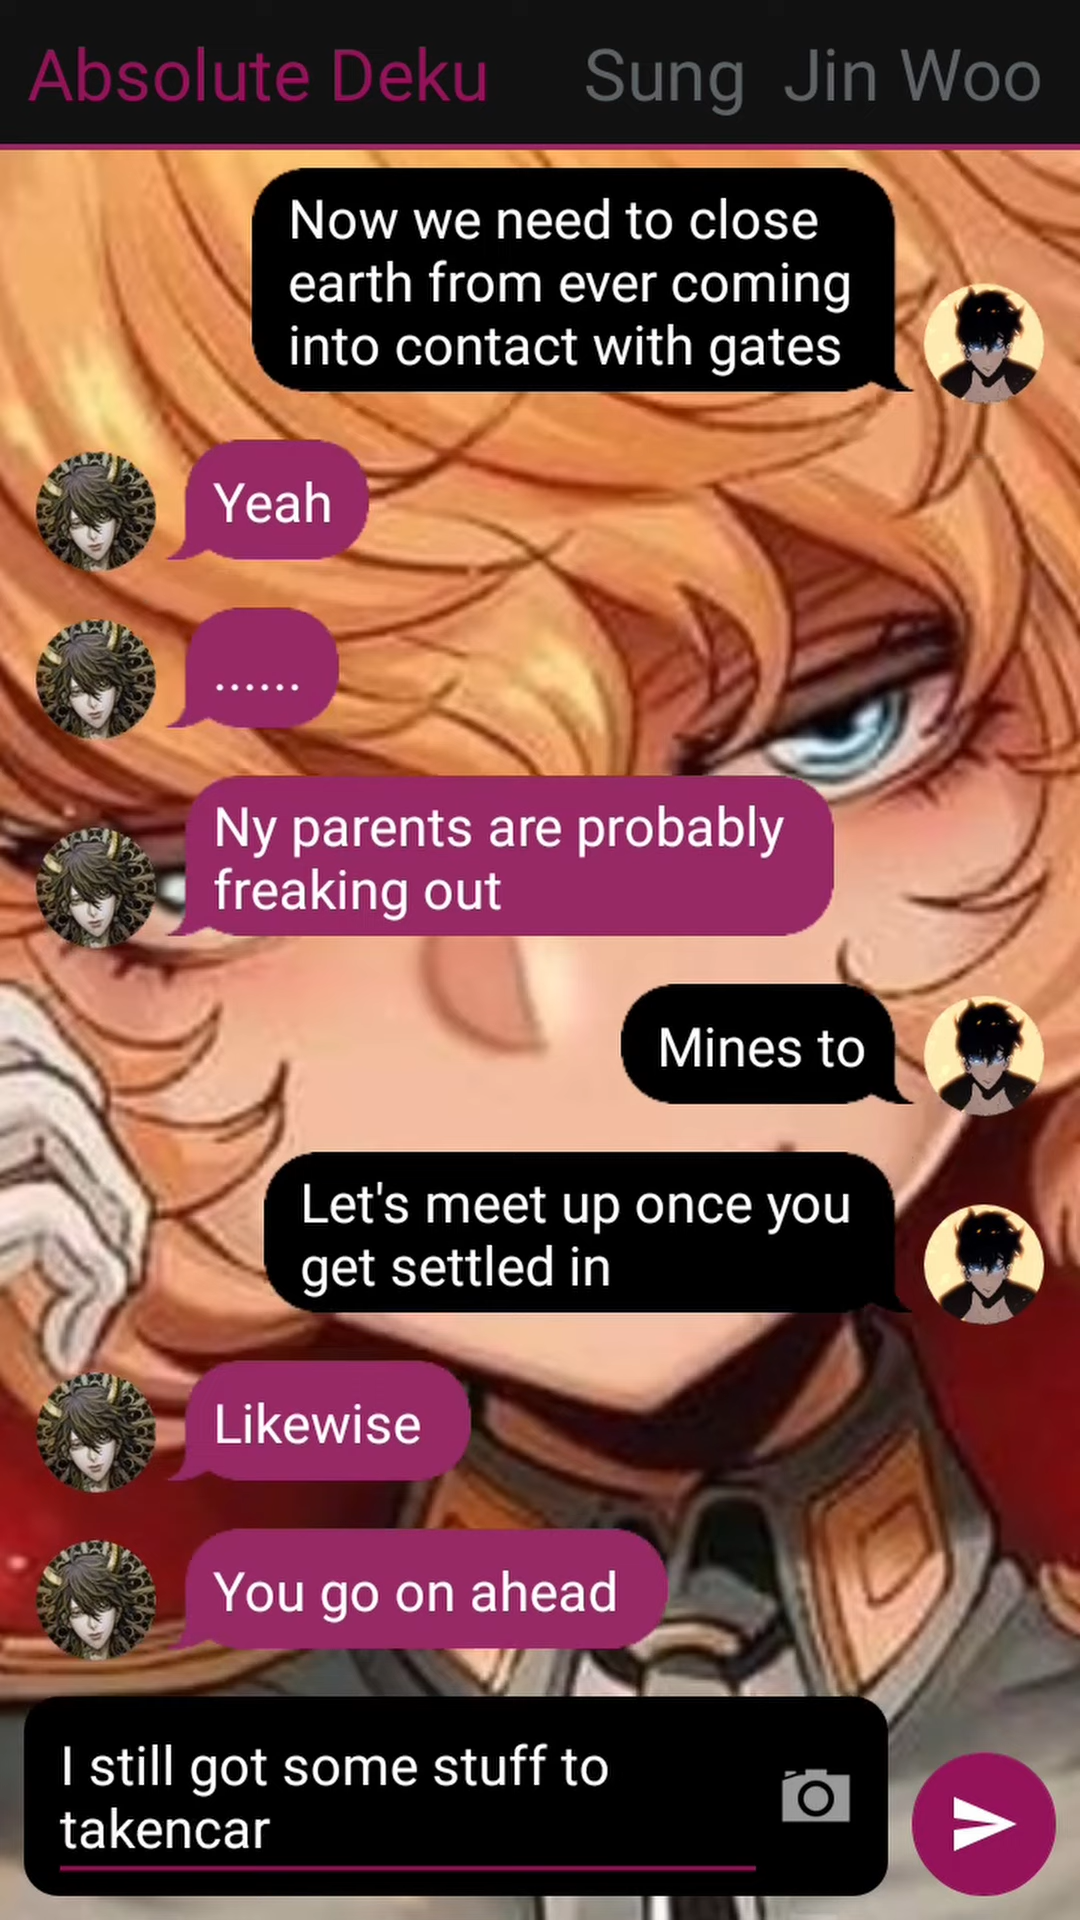 Absolute Deku Sung Jin Woo
Now we need to close
earth from ever coming
into contact with gates
Yeah
......
Ny parents are probably
freaking out
Mines to
Let's meet up once you
get settled in
Likewise
You go on ahead
I still got some stuff to
takencar